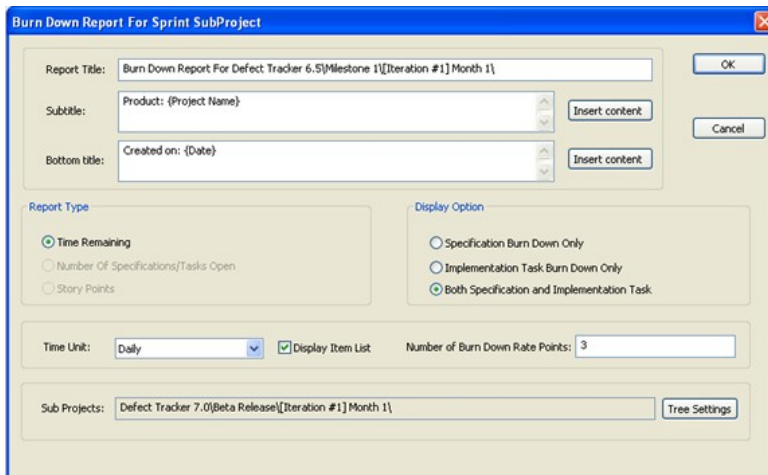 Burn Down Report For Sprint SubProject
Report Title: Burn Down Report For Defect Tracker 6.5\Milestone 1\[Iteration #1] Month 1\
OK
Subtitle: Product: {Project Name}
Insert content
Cancel
Bottom title: Created on: {Date}
Insert content
Report Type
Time Remaining
Number Of Specifications/Tasks Open
Story Points
Display Option
Specification Burn Down Only
Implementation Task Burn Down Only
Both Specification and Implementation Task
Time Unit: Daily Display Item List Number of Burn Down Rate Points: 3
Sub Projects: Defect Tracker 7.0\Beta Release\[Iteration #1] Month 1\ Tree Settings